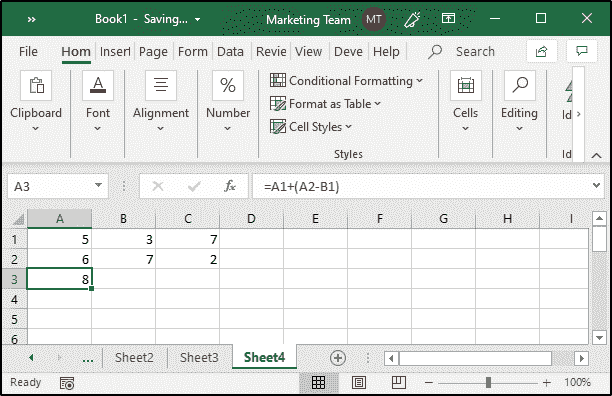 » Book1 - Saving... Marketing Team MT
File Hom Insert Page Form Data Revie View Deve Help Search
Clipboard Font Alignment % Number Conditional Formatting Format as Table Cell Styles Styles Cells Editing Id Id
A3 fx =A1+(A2-B1)
A B C D E F G H I
1 5 3 7
2 6 7 2
3 8
4
5
6
... Sheet2 Sheet3 Sheet4
Ready 100%